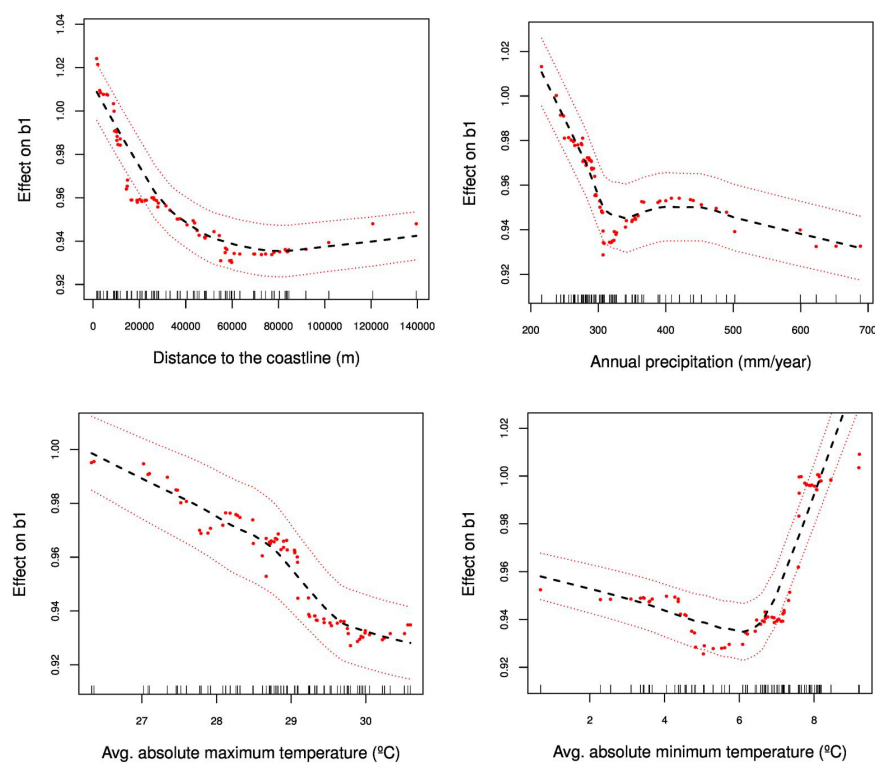 Effect on b1
0.92 0.94 0.96 0.98 1.00 1.02 1.04
0 20000 40000 60000 80000 100000 120000 140000
Distance to the coastline (m)
Effect on b1
0.92 0.94 0.96 0.98 1.00 1.02
200 300 400 500 600 700
Annual precipitation (mm/year)
Effect on b1
0.92 0.94 0.96 0.98 1.00
27 28 29 30
Avg. absolute maximum temperature (ºC)
Effect on b1
0.92 0.94 0.96 0.98 1.00 1.02
2 4 6 8
Avg. absolute minimum temperature (ºC)